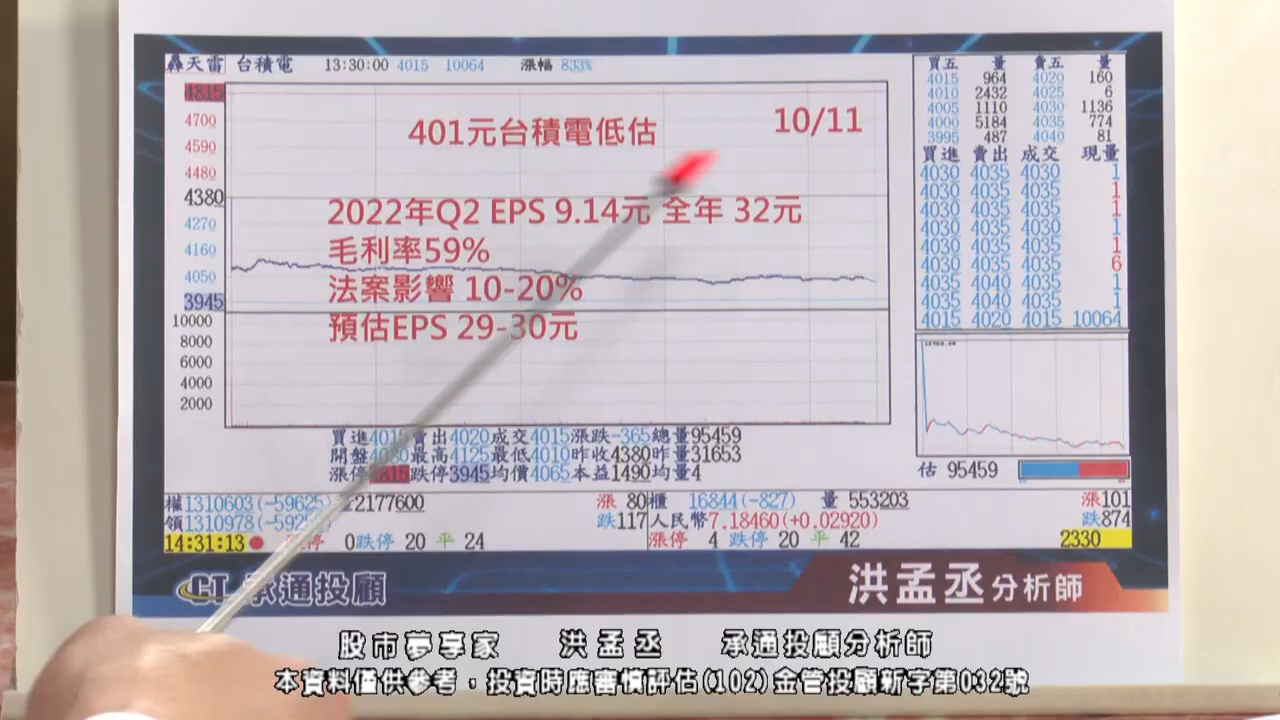 轟天雷 台積電 13:30:00 4015 10064 漲幅 833%
4815
4700
4590
4480
4380
4270
4160
4050
3945
10000
8000
6000
4000
2000
401元台積電低估
10/11
2022年Q2 EPS 9.14元 全年 32元
毛利率59%
法案影響 10-20%
預估EPS 29-30元
買五 量 賣五 量
4015 964 4020 160
4010 2432 4025 6
4005 1110 4030 1136
4000 5184 4035 774
3995 487 4040 81
買進 賣出 成交 現量
4030 4035 4030 1
4030 4035 4035 1
4030 4035 4030 1
4030 4035 4030 1
4030 4035 4035 1
4030 4035 4035 6
4035 4040 4035 1
4035 4040 4035 1
4015 4020 4015 10064
估 95459
買進4015賣出4020成交4015漲跌-365總量95459
開盤4080最高4125最低4010昨收4380昨量31653
漲停4815跌停3945均價4065本益1490均量4
權1310603(-59625) 2177600 漲 80 櫃 16844(-827) 量 553203 漲101
領1310978 跌117 人民幣7.18460(+0.02920) 跌874
14:31:13 停 0跌停 20 平 24 漲停 4 跌停 20 平 42 2330
CT 承通投顧
洪孟丞 分析師
股市夢享家 洪孟丞 承通投顧分析師
本資料僅供參考，投資時應審慎評估(102)金管投顧新字第032號